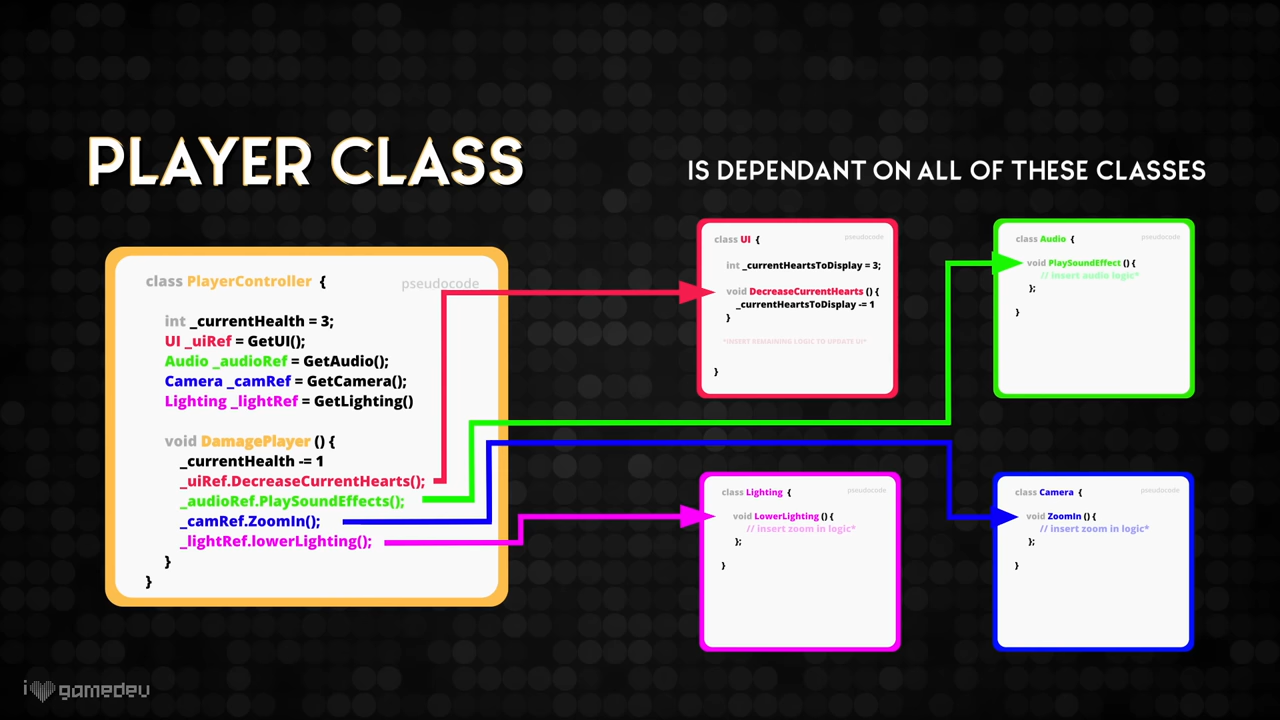 PLAYER CLASS
IS DEPENDANT ON ALL OF THESE CLASSES
class PlayerController {
pseudocode
int _currentHealth = 3;
UI _uiRef = GetUI();
Audio _audioRef = GetAudio();
Camera _camRef = GetCamera();
Lighting _lightRef = GetLighting()
void DamagePlayer () {
_currentHealth -= 1
_uiRef.DecreaseCurrentHearts();
_audioRef.PlaySoundEffects();
_camRef.ZoomIn();
_lightRef.lowerLighting();
}
}
class UI {
pseudocode
int _currentHeartsToDisplay = 3;
void DecreaseCurrentHearts () {
_currentHeartsToDisplay -= 1
}
*INSERT REMAINING LOGIC TO UPDATE UI*
}
class Audio {
pseudocode
void PlaySoundEffect () {
// insert audio logic*
};
}
class Lighting {
pseudocode
void LowerLighting () {
// insert zoom in logic*
};
}
class Camera {
pseudocode
void ZoomIn () {
// insert zoom in logic*
};
}
i gamedev